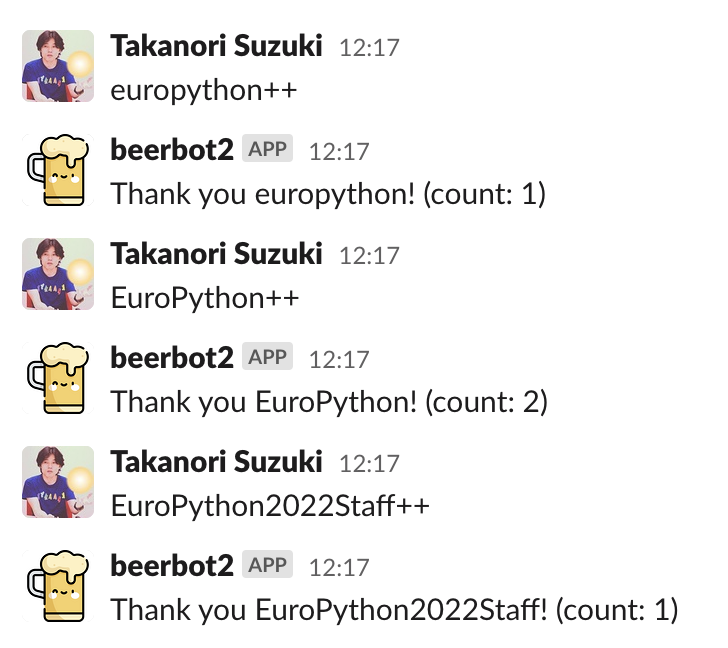 Takanori Suzuki 12:17
europython++
beerbot2 APP 12:17
Thank you europython! (count: 1)
Takanori Suzuki 12:17
EuroPython++
beerbot2 APP 12:17
Thank you EuroPython! (count: 2)
Takanori Suzuki 12:17
EuroPython2022Staff++
beerbot2 APP 12:17
Thank you EuroPython2022Staff! (count: 1)